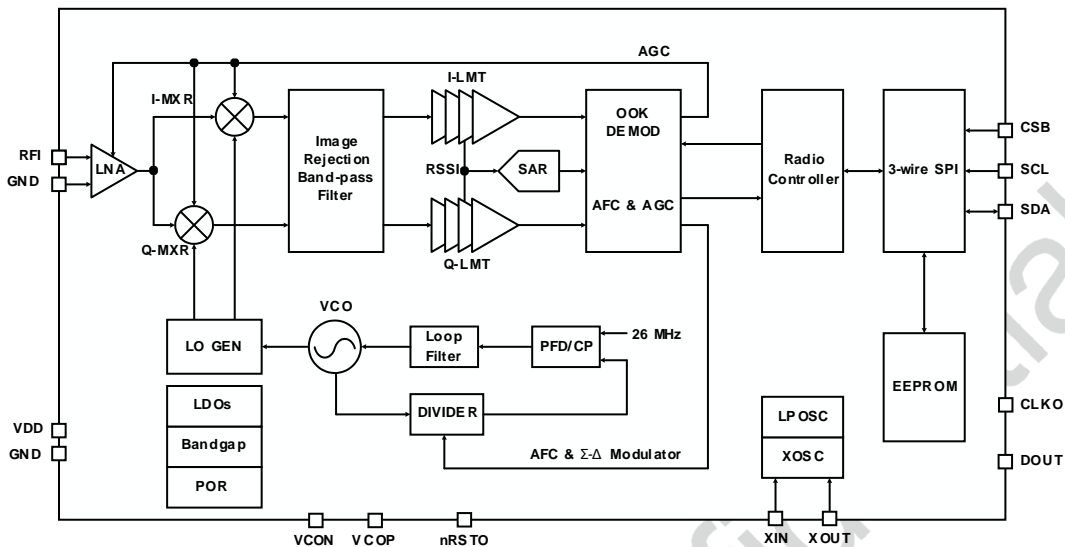 AGC
I-MXR
I-LMT
OOK
DEMOD
Image
Rejection
Band-pass
Filter
RFI
GND
LNA
RSSI
SAR
AFC & AGC
Radio
Controller
3-wire SPI
CSB
SCL
SDA
Q-MXR
Q-LMT
VCO
LO GEN
Loop
Filter
PFD/CP
26 MHz
EEPROM
LDOs
DIVIDER
LPOSC
CLKO
VDD
GND
Bandgap
AFC & Σ-Δ Modulator
XOSC
DOUT
POR
VCON
VCOP
nRSTO
XIN
XOUT